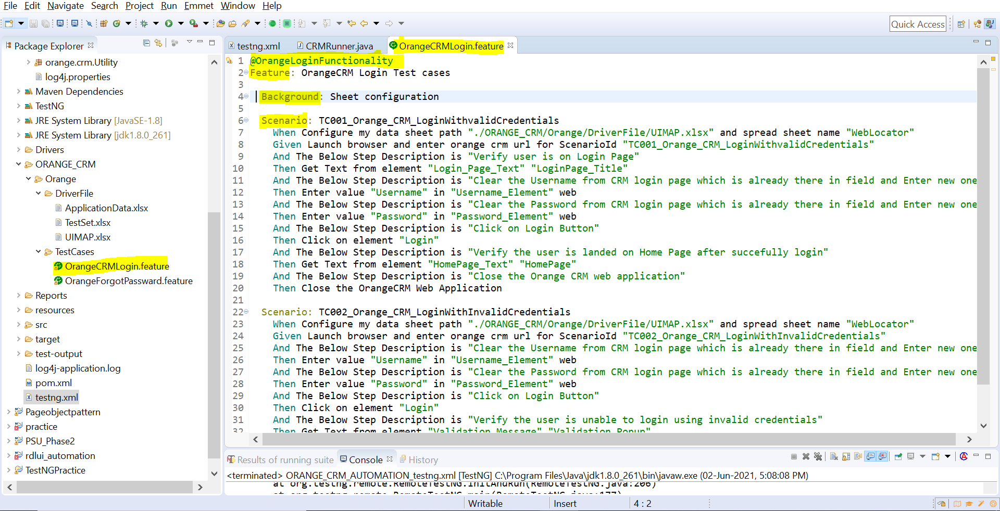 File Edit Navigate Search Project Run Emmet Window Help
Quick Access
Package Explorer
orange.crm.Utility
log4j.properties
Maven Dependencies
TestNG
JRE System Library [JavaSE-1.8]
JRE System Library [jdk1.8.0_261]
Drivers
ORANGE_CRM
Orange
DriverFile
ApplicationData.xlsx
TestSet.xlsx
UIMAP.xlsx
TestCases
OrangeCRMLogin.feature
OrangeForgotPassward.feature
Reports
resources
src
target
test-output
log4j-application.log
pom.xml
testng.xml
Pageobjectpattern
practice
PSU_Phase2
rdlui_automation
TestNGPractice
testng.xml CRMRunner.java OrangeCRMLogin.feature
1 @OrangeLoginFunctionality
2 Feature: OrangeCRM Login Test cases
3
4 Background: Sheet configuration
5
6 Scenario: TC001_Orange_CRM_LoginWithvalidCredentials
7 When Configure my data sheet path "./ORANGE_CRM/Orange/DriverFile/UIMAP.xlsx" and spread sheet name "WebLocator"
8 Given Launch browser and enter orange crm url for ScenarioId "TC001_Orange_CRM_LoginWithvalidCredentials"
9 And The Below Step Description is "Verify user is on Login Page"
10 Then Get Text from element "Login_Page_Text" "LoginPage_Title"
11 And The Below Step Description is "Clear the Username from CRM login page which is already there in field and Enter new one
12 Then Enter value "Username" in "Username_Element" web
13 And The Below Step Description is "Clear the Password from CRM login page which is already there in field and Enter new one
14 Then Enter value "Password" in "Password_Element" web
15 And The Below Step Description is "Click on Login Button"
16 Then Click on element "Login"
17 And The Below Step Description is "Verify the user is landed on Home Page after succefully login"
18 Then Get Text from element "HomePage_Text" "HomePage"
19 And The Below Step Description is "Close the Orange CRM web application"
20 Then Close the OrangeCRM Web Application
21
22 Scenario: TC002_Orange_CRM_LoginWithInvalidCredentials
23 When Configure my data sheet path "./ORANGE_CRM/Orange/DriverFile/UIMAP.xlsx" and spread sheet name "WebLocator"
24 Given Launch browser and enter orange crm url for ScenarioId "TC002_Orange_CRM_LoginWithInvalidCredentials"
25 And The Below Step Description is "Clear the Username from CRM login page which is already there in field and Enter new one
26 Then Enter value "Username" in "Username_Element" web
27 And The Below Step Description is "Clear the Password from CRM login page which is already there in field and Enter new one
28 Then Enter value "Password" in "Password_Element" web
29 And The Below Step Description is "Click on Login Button"
30 Then Click on element "Login"
31 And The Below Step Description is "Verify the user is unable to login using invalid credentials"
32 Then Get Text from element "Validation_Message" "Validation_Popup"
Results of running suite Console History
<terminated> ORANGE_CRM_AUTOMATION_testng.xml [TestNG] C:\Program Files\Java\jdk1.8.0_261\bin\javaw.exe (02-Jun-2021, 5:08:08 PM)
at org.testng.remote.RemoteTestNG.initAndRun(RemoteTestNG.java:206)
at org.testng.remote.RemoteTestNG.main(RemoteTestNG.java:177)
Writable Insert 4 : 2